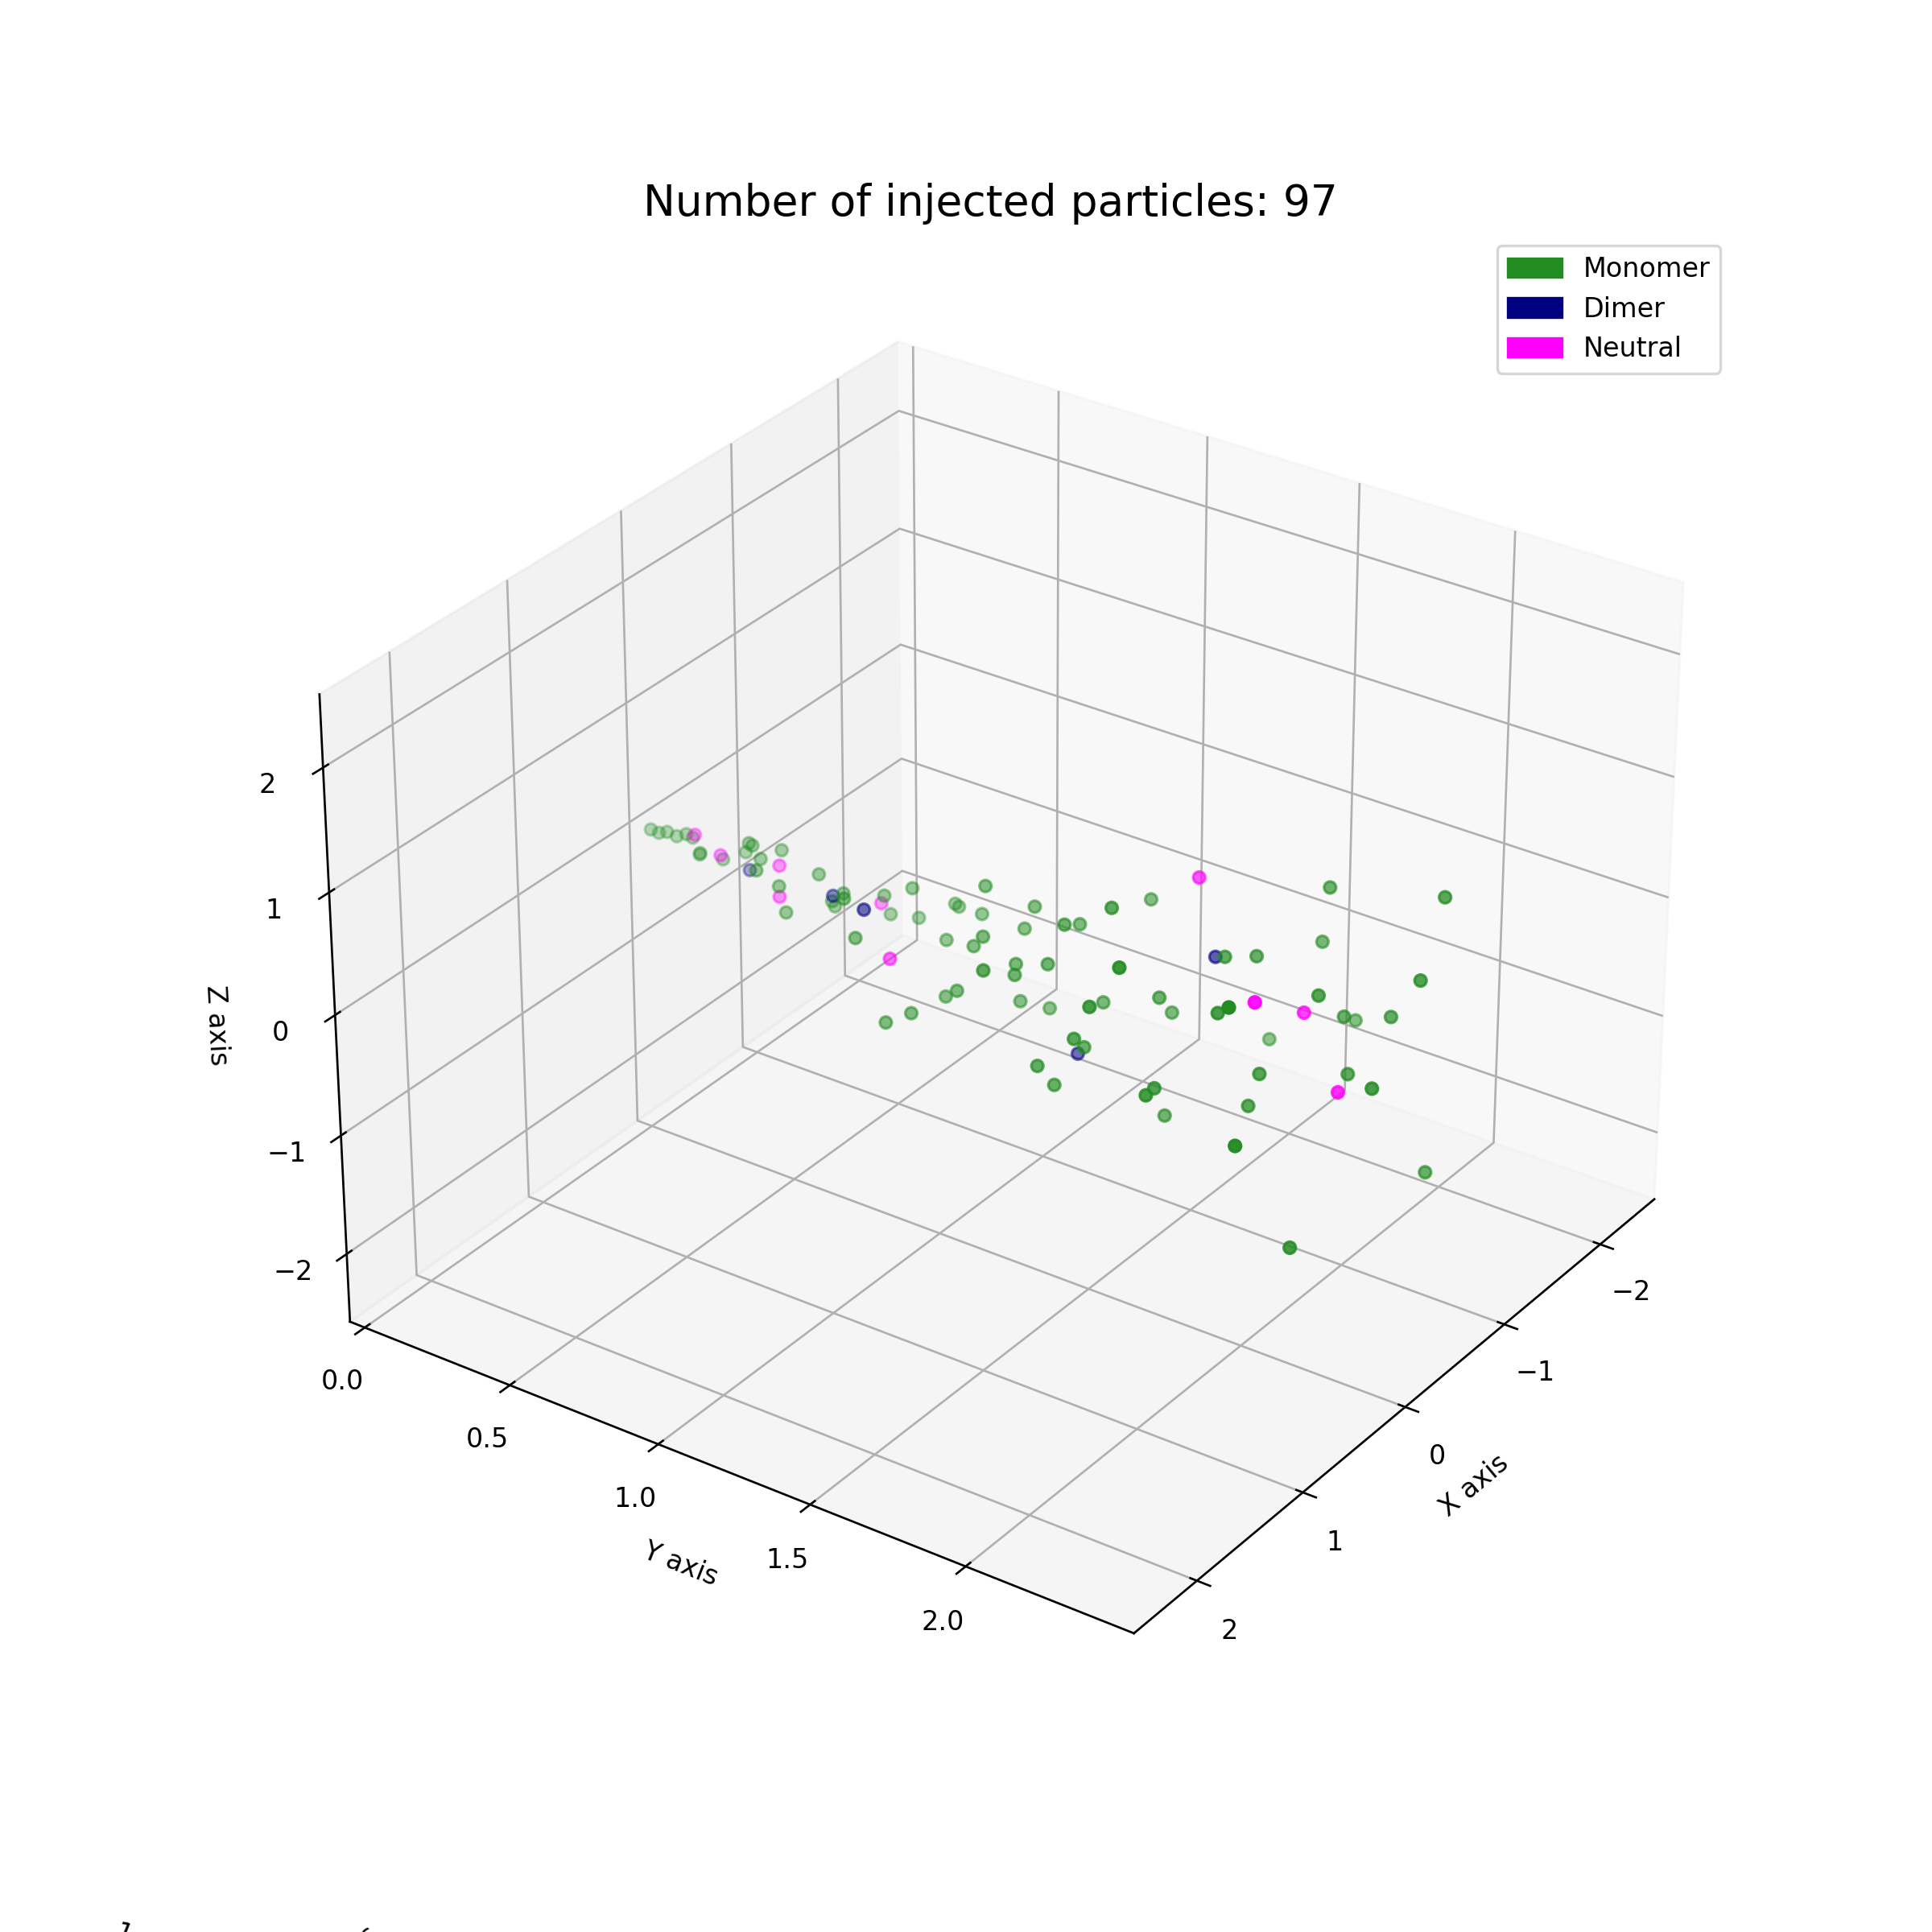 Number of injected particles: 97
Monomer
Dimer
Neutral
2
1
0
−1
−2
Z axis
0.0
0.5
1.0
1.5
2.0
Y axis
−2
−1
0
1
2
X axis